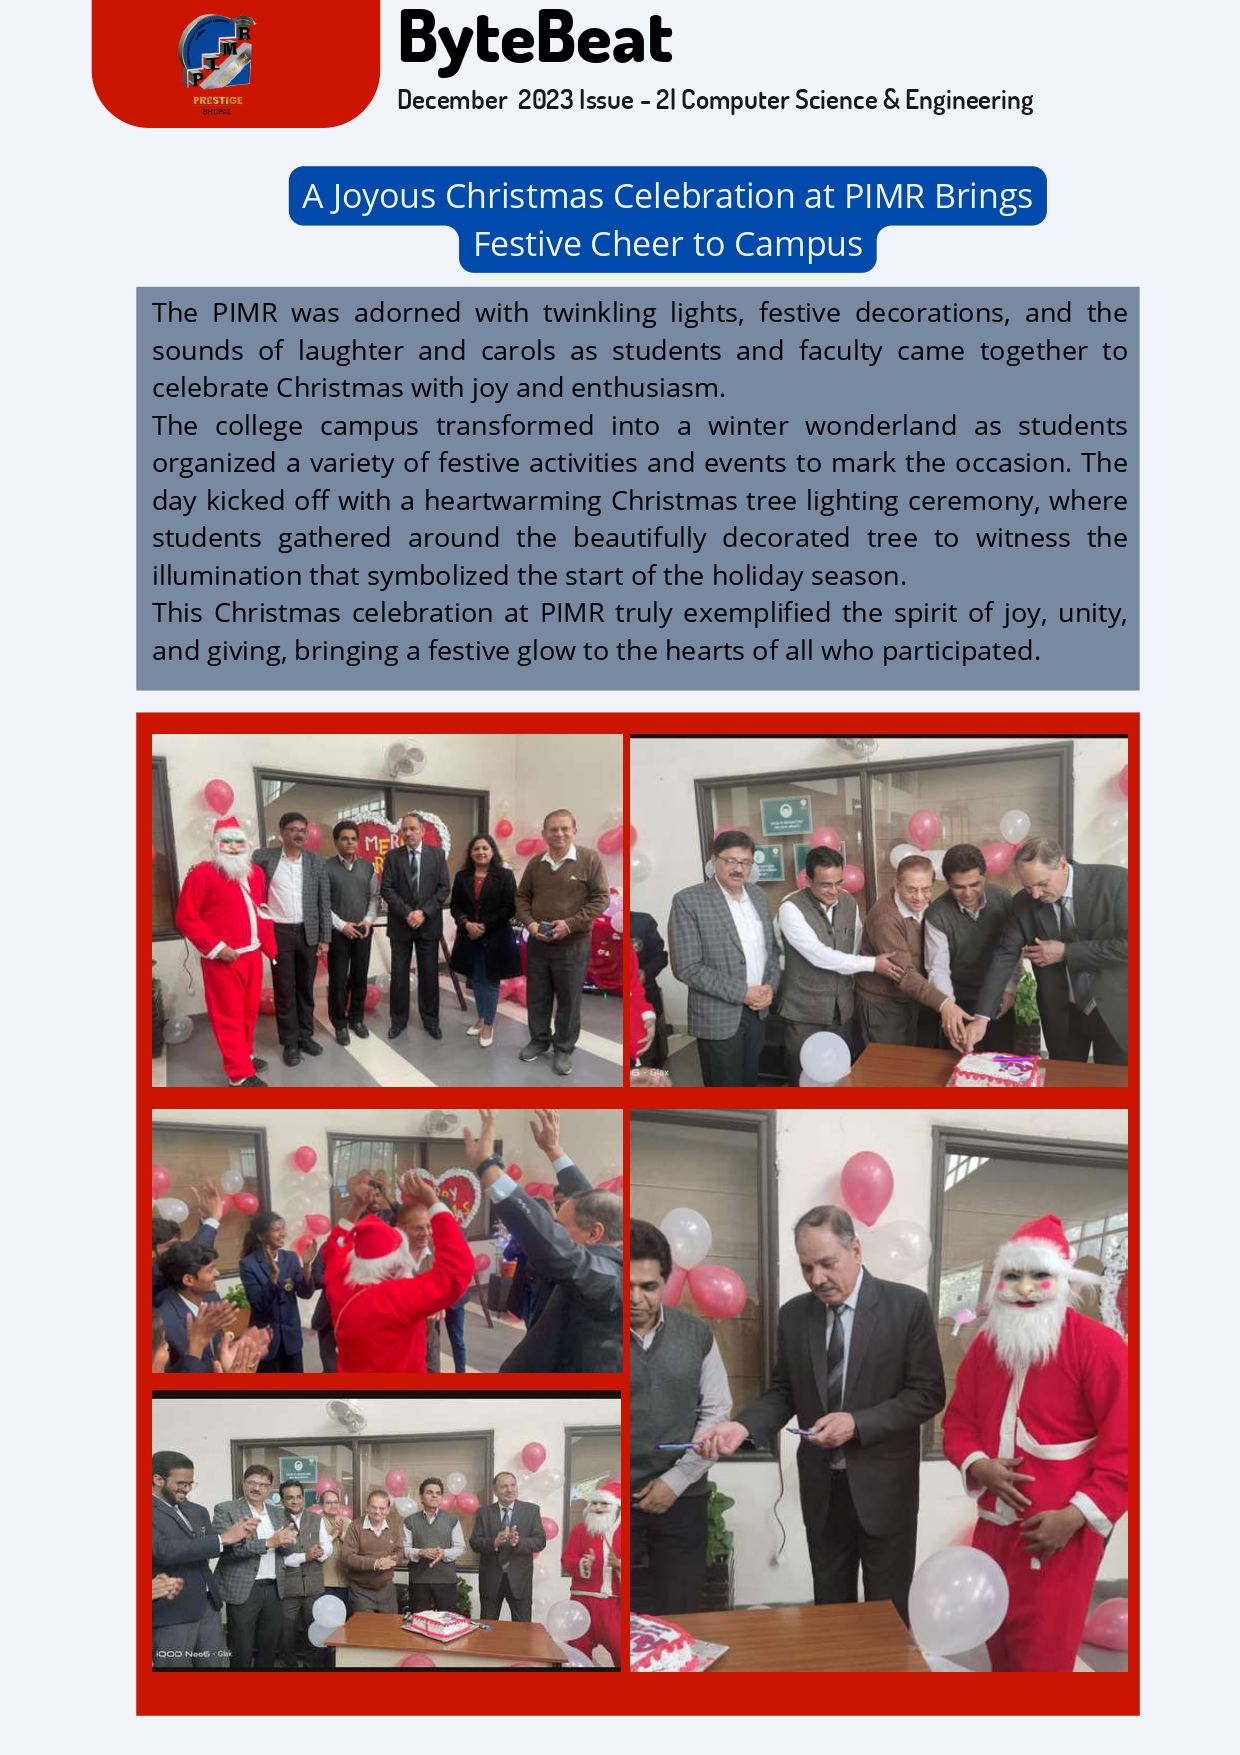 PIMR
PRESTIGE
BHOPAL
ByteBeat
December 2023 Issue - 2| Computer Science & Engineering
A Joyous Christmas Celebration at PIMR Brings
Festive Cheer to Campus
The PIMR was adorned with twinkling lights, festive decorations, and the
sounds of laughter and carols as students and faculty came together to
celebrate Christmas with joy and enthusiasm.
The college campus transformed into a winter wonderland as students
organized a variety of festive activities and events to mark the occasion. The
day kicked off with a heartwarming Christmas tree lighting ceremony, where
students gathered around the beautifully decorated tree to witness the
illumination that symbolized the start of the holiday season.
This Christmas celebration at PIMR truly exemplified the spirit of joy, unity,
and giving, bringing a festive glow to the hearts of all who participated.
MER
6 - Glax
iQOO Neo6 - Glax